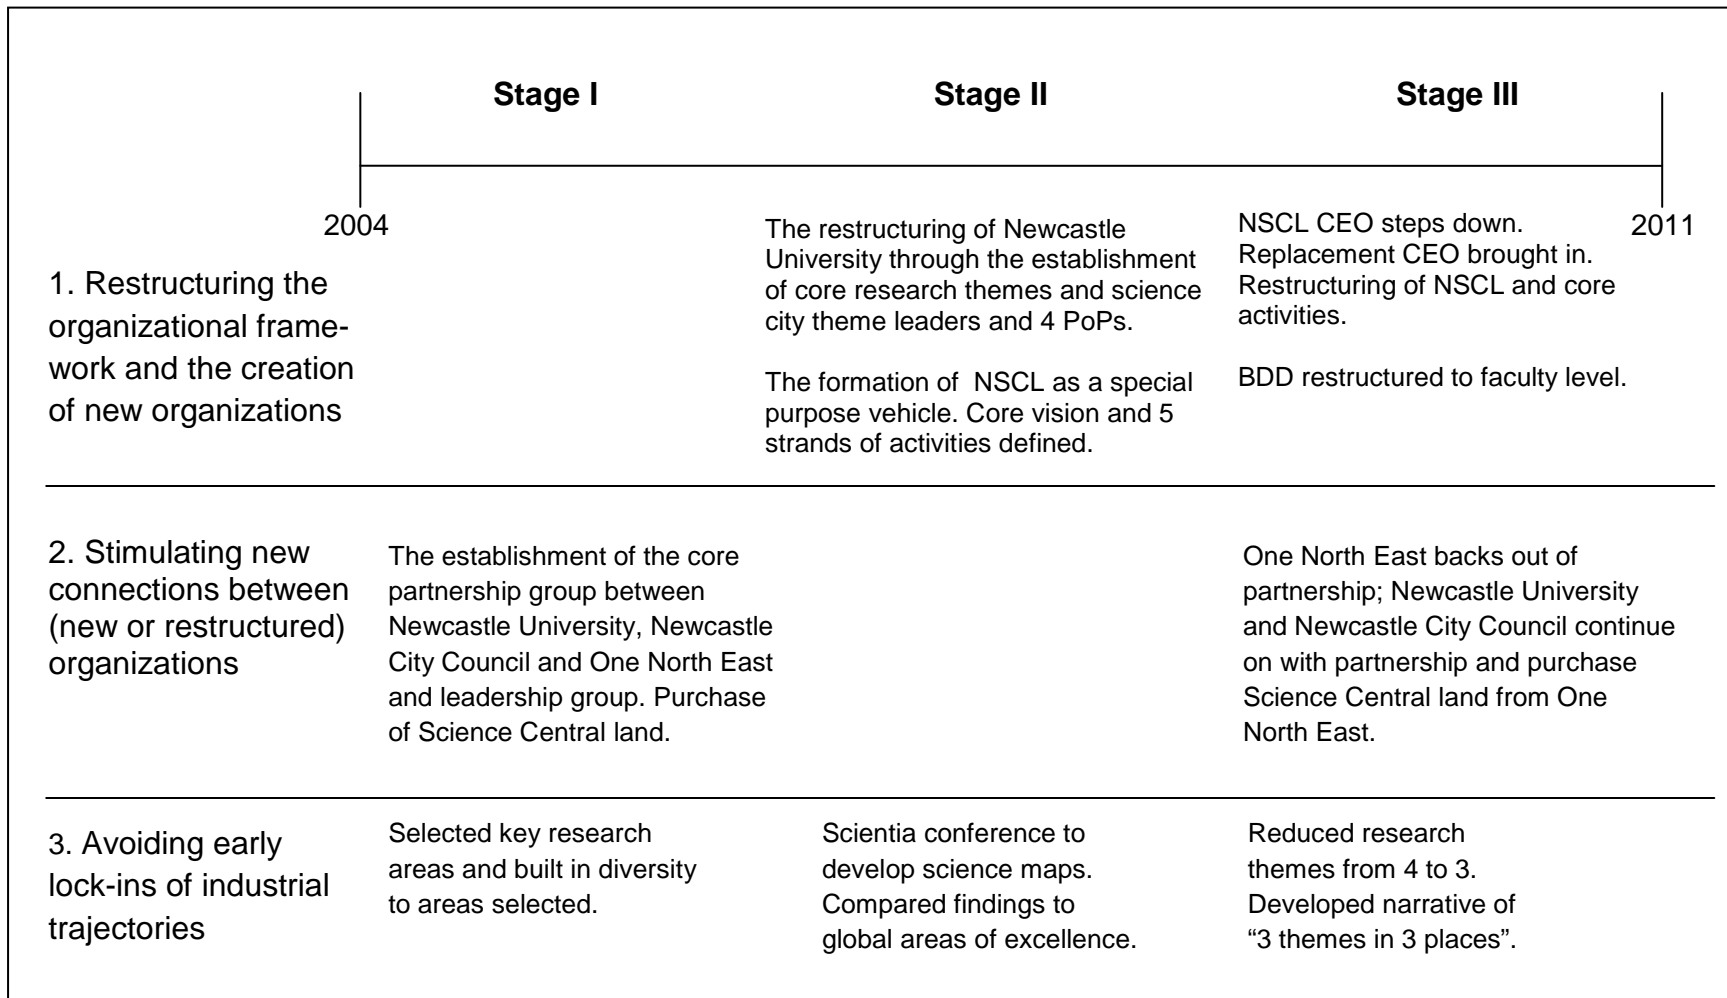 Stage I
Stage II
Stage III
2004
2011
1. Restructuring the
organizational frame-
work and the creation
of new organizations
The restructuring of Newcastle
University through the establishment
of core research themes and science
city theme leaders and 4 PoPs.
The formation of  NSCL as a special
purpose vehicle. Core vision and 5
strands of activities defined.
NSCL CEO steps down.
Replacement CEO brought in.
Restructuring of NSCL and core
activities.
BDD restructured to faculty level.
2. Stimulating new
connections between
(new or restructured)
organizations
The establishment of the core
partnership group between
Newcastle University, Newcastle
City Council and One North East
and leadership group. Purchase
of Science Central land.
One North East backs out of
partnership; Newcastle University
and Newcastle City Council continue
on with partnership and purchase
Science Central land from One
North East.
3. Avoiding early
lock-ins of industrial
trajectories
Selected key research
areas and built in diversity
to areas selected.
Scientia conference to
develop science maps.
Compared findings to
global areas of excellence.
Reduced research
themes from 4 to 3.
Developed narrative of
“3 themes in 3 places”.